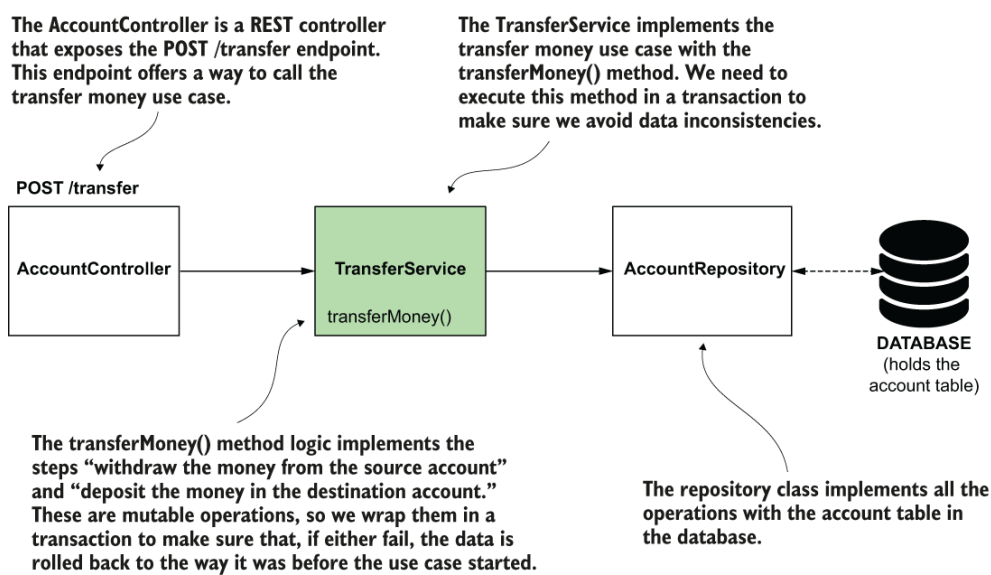 The AccountController is a REST controller
that exposes the POST /transfer endpoint.
This endpoint offers a way to call the
transfer money use case.
The TransferService implements the
transfer money use case with the
transferMoney() method. We need to
execute this method in a transaction to
make sure we avoid data inconsistencies.
POST /transfer
AccountController
TransferService
transferMoney()
AccountRepository
DATABASE
(holds the
account table)
The transferMoney() method logic implements the
steps “withdraw the money from the source account”
and “deposit the money in the destination account.”
These are mutable operations, so we wrap them in a
transaction to make sure that, if either fail, the data is
rolled back to the way it was before the use case started.
The repository class implements all the
operations with the account table in
the database.